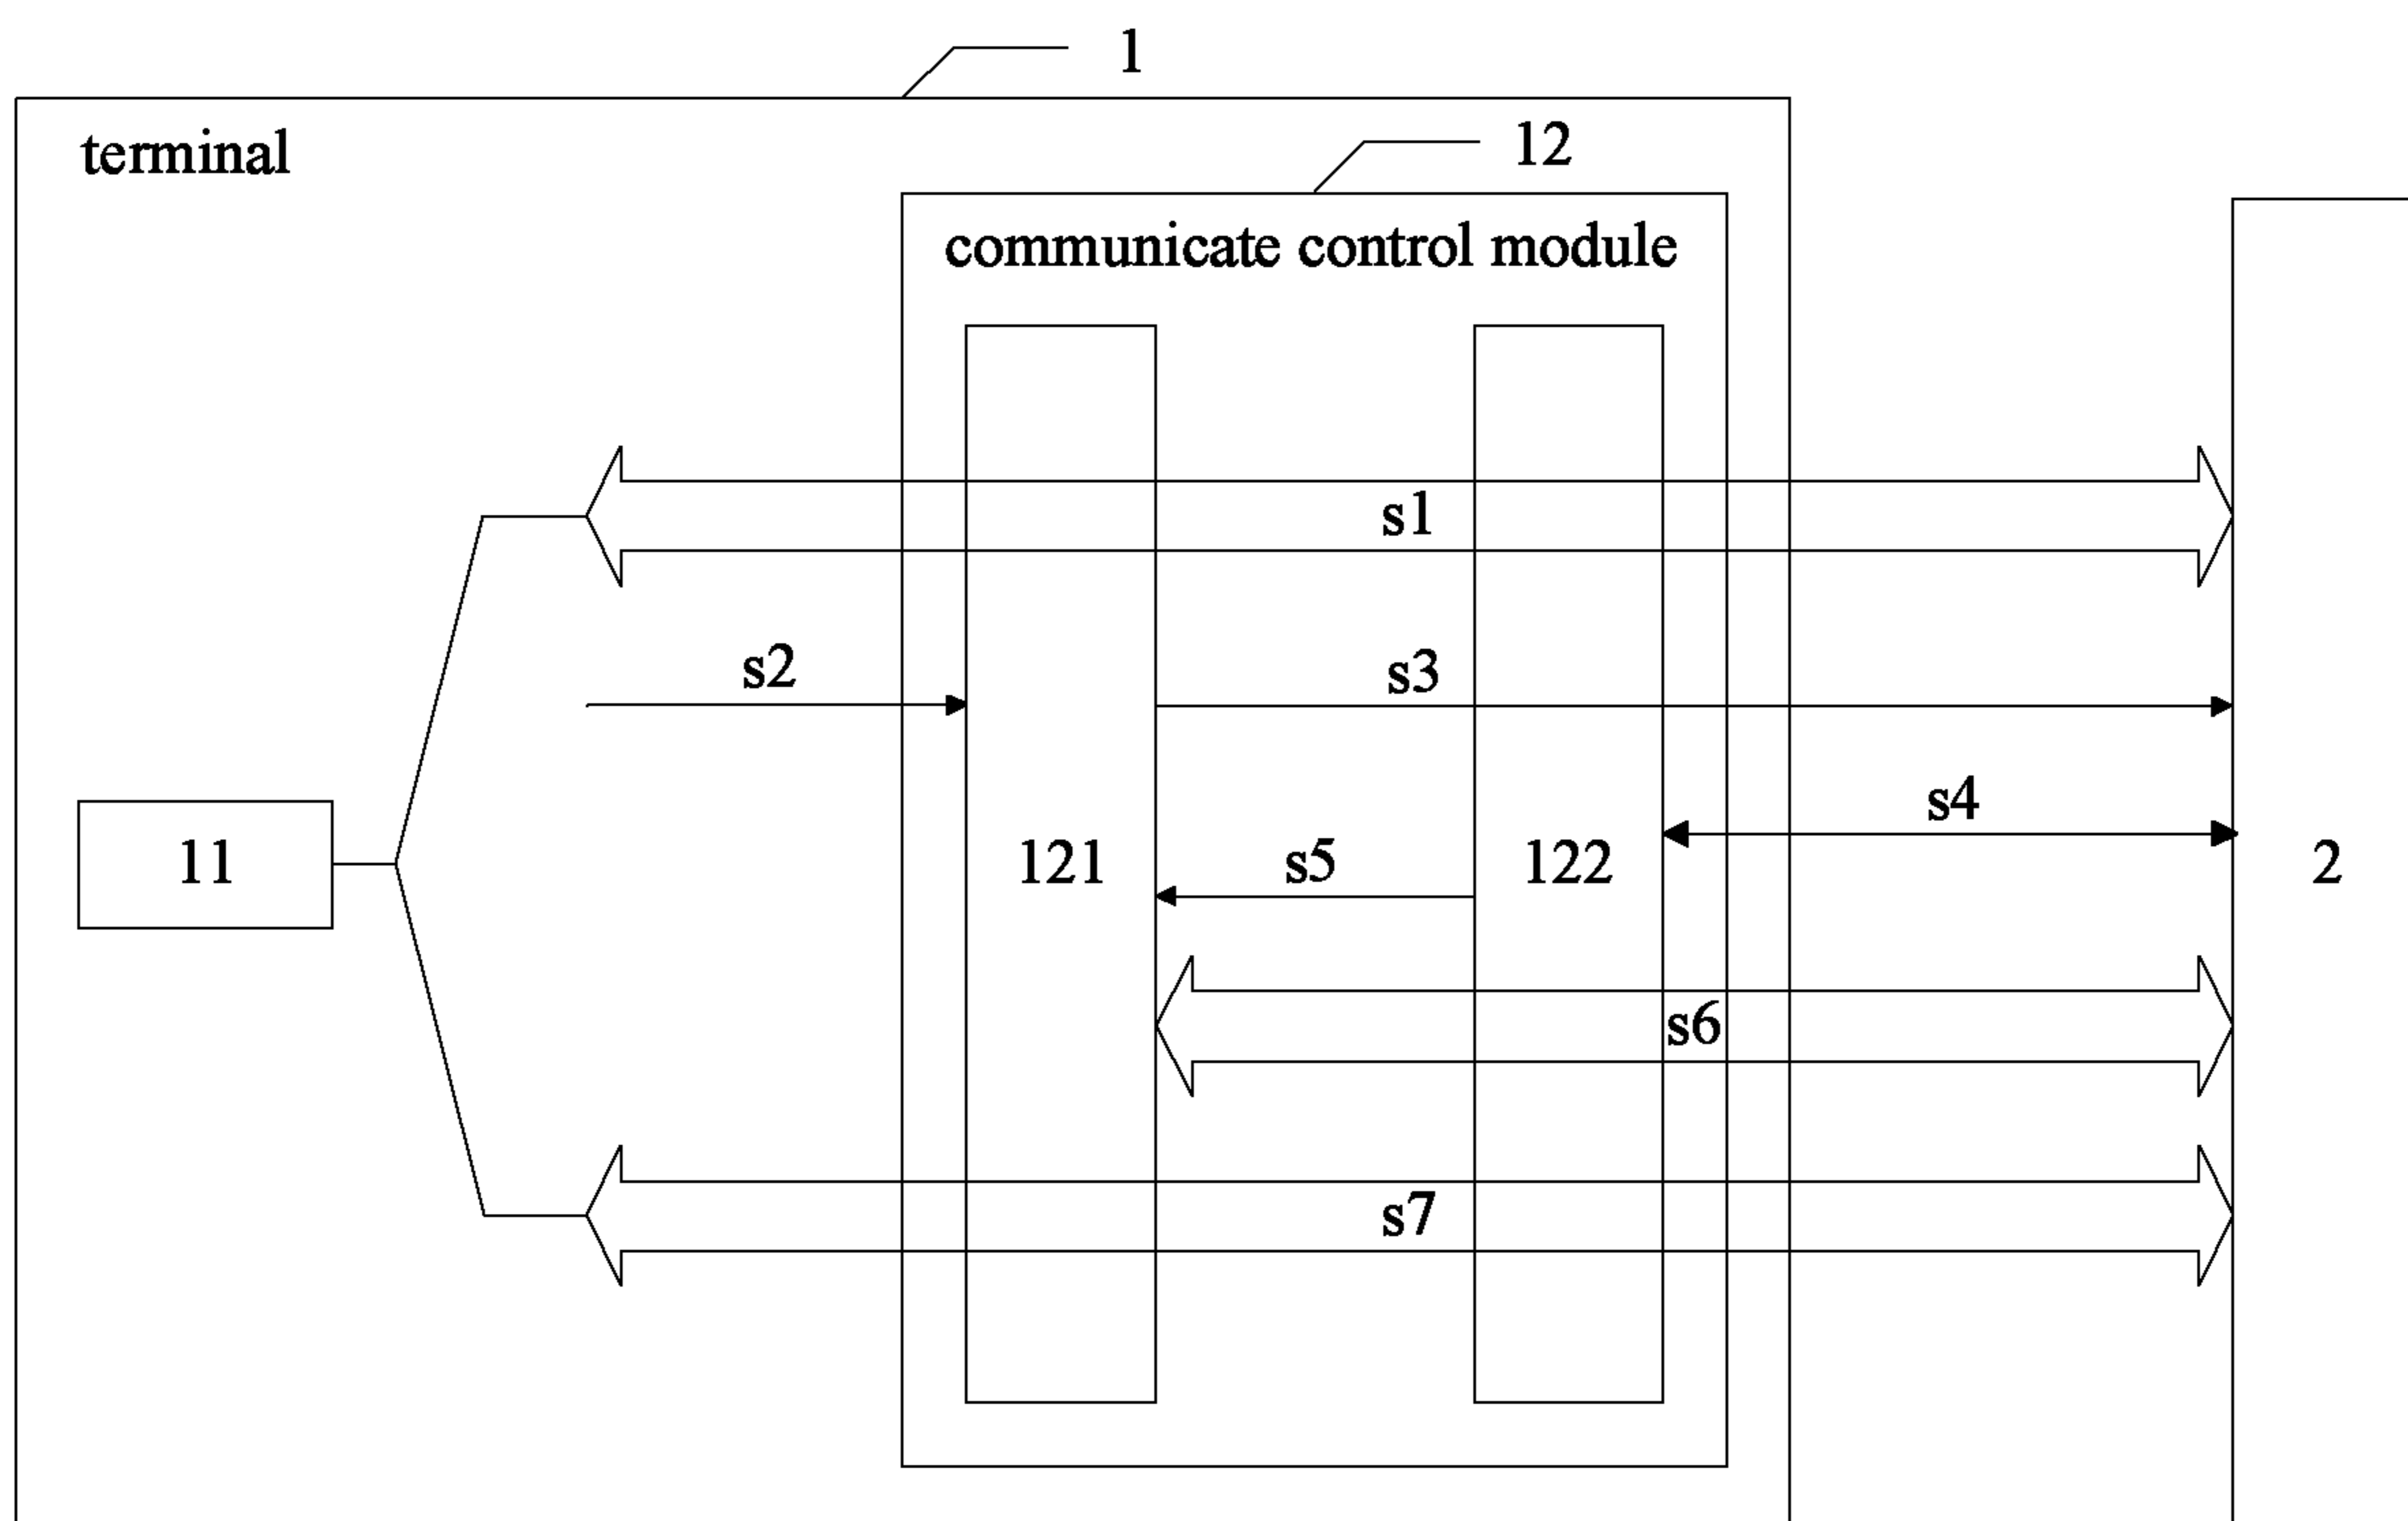 1
terminal
12
communicate control module
s1
s2
s3
s4
11
121
s5
122
2
s6
s7